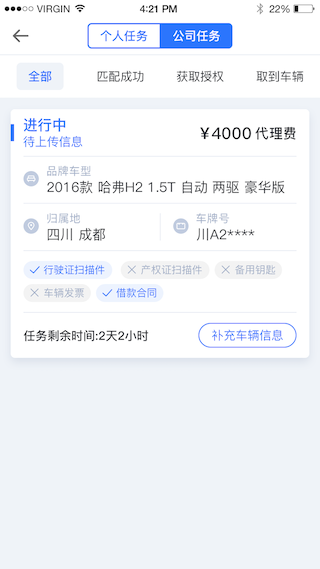 VIRGIN 4:21 PM 22%
个人任务 公司任务
全部 匹配成功 获取授权 取到车辆
进行中
待上传信息
¥4000 代理费
品牌车型
2016款 哈弗H2 1.5T 自动 两驱 豪华版
归属地 车牌号
四川 成都 川A2****
行驶证扫描件 产权证扫描件 备用钥匙
车辆发票 借款合同
任务剩余时间:2天2小时 补充车辆信息